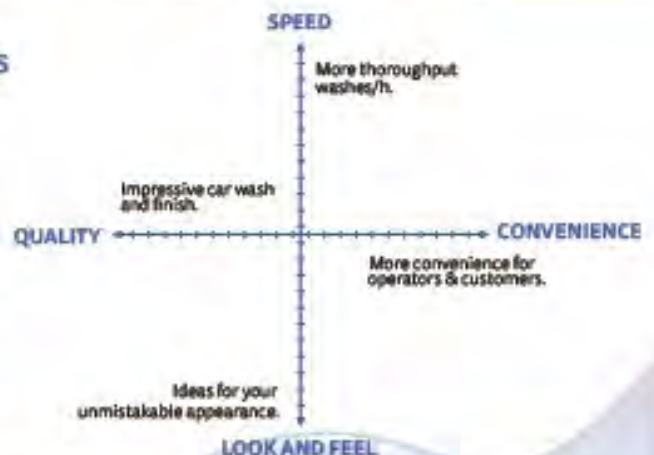 SPEED
S
More thoroughput
washes/h.
Impressive car wash
and finish.
QUALITY
CONVENIENCE
More convenience for
operators & customers.
Ideas for your
unmistakable appearance.
LOOK AND FEEL